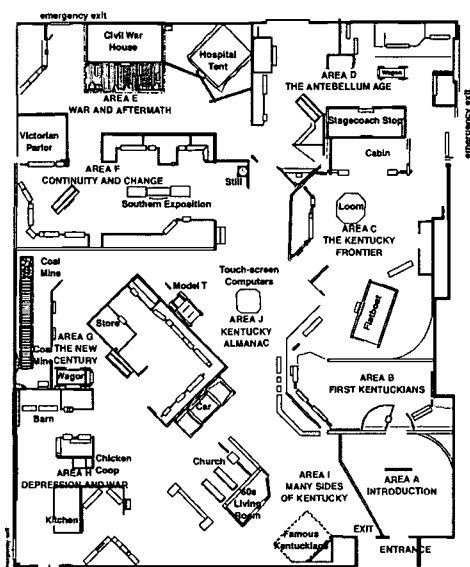 emergency exit
Civil War
House
Hospital
Tent
AREA D
THE ANTEBELLUM AGE
Wagon
emergency exit
AREA E
WAR AND AFTERMATH
Stagecoach Stop
Victorian
Parlor
Cabin
AREA F
CONTINUITY AND CHANGE
Still
Southern Exposition
Loom
AREA C
THE KENTUCKY
FRONTIER
Coal
Mine
Model T
Touch-screen
Computers
Store
Flatboat
AREA J
KENTUCKY
ALMANAC
AREA G
THE NEW
CENTURY
Coal
Mine
Wagon
AREA B
FIRST KENTUCKIANS
Car
Barn
Chicken
Coop
Church
AREA H
DEPRESSION AND WAR
60s
Living
Room
AREA I
MANY SIDES
OF KENTUCKY
AREA A
INTRODUCTION
Kitchen
Famous
Kentuckians
EXIT
ENTRANCE
emergency exit